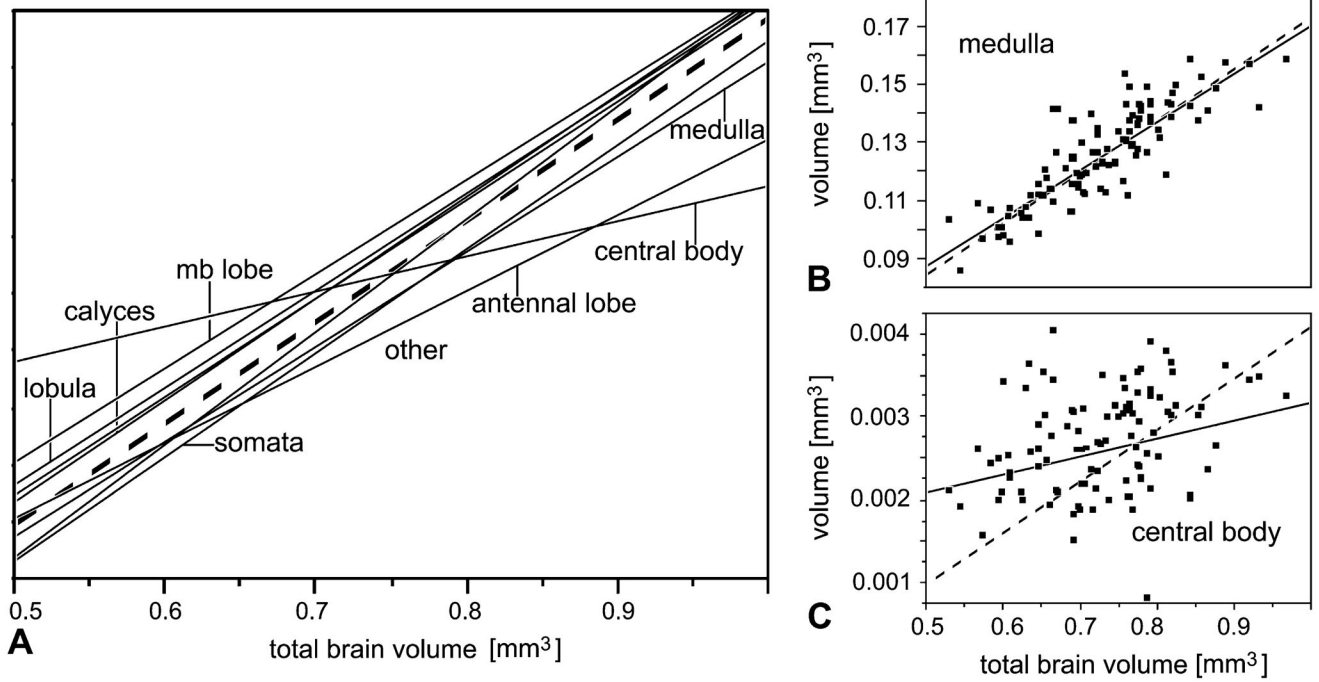 lobula
calyces
mb lobe
medulla
central body
antennal lobe
other
somata
0.5 0.6 0.7 0.8 0.9
total brain volume [mm³]
A
medulla
0.17
0.15
0.13
0.11
0.09
volume [mm³]
B
0.004
0.003
0.002
0.001
volume [mm³]
central body
C
0.5 0.6 0.7 0.8 0.9
total brain volume [mm³]